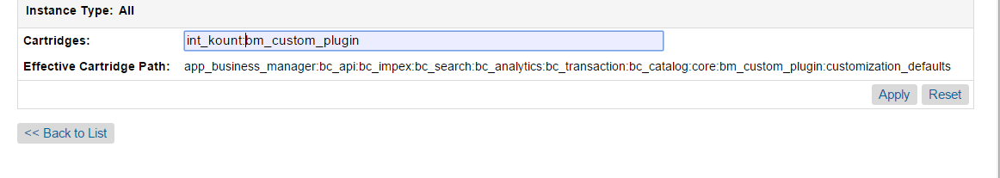 Instance Type: All
Cartridges: int_kount:bm_custom_plugin
Effective Cartridge Path: app_business_manager:bc_api:bc_impex:bc_search:bc_analytics:bc_transaction:bc_catalog:core:bm_custom_plugin:customization_defaults
Apply Reset
<< Back to List